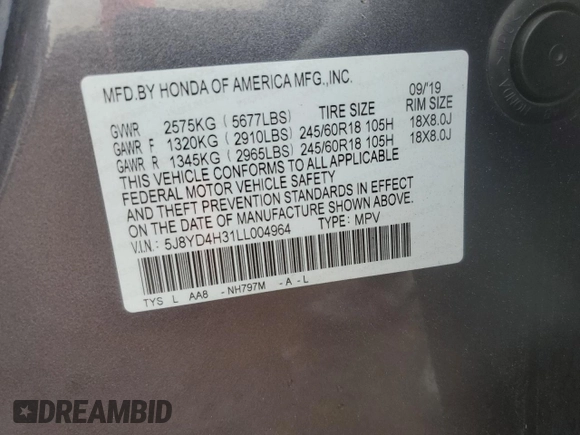 MFD.BY HONDA OF AMERICA MFG.,INC. 09/'19
TIRE SIZE RIM SIZE
GVWR 2575KG ( 5677LBS)
GAWR F 1320KG ( 2910LBS) 245/60R18 105H 18X8.0J
GAWR R 1345KG ( 2965LBS) 245/60R18 105H 18X8.0J
THIS VEHICLE CONFORMS TO ALL APPLICABLE
FEDERAL MOTOR VEHICLE SAFETY
AND THEFT PREVENTION STANDARDS IN EFFECT
ON THE DATE OF MANUFACTURE SHOWN ABOVE.
V.I.N.: 5J8YD4H31LL004964 TYPE: MPV
TYS L AA8 - NH797M - A - L
DREAMBID